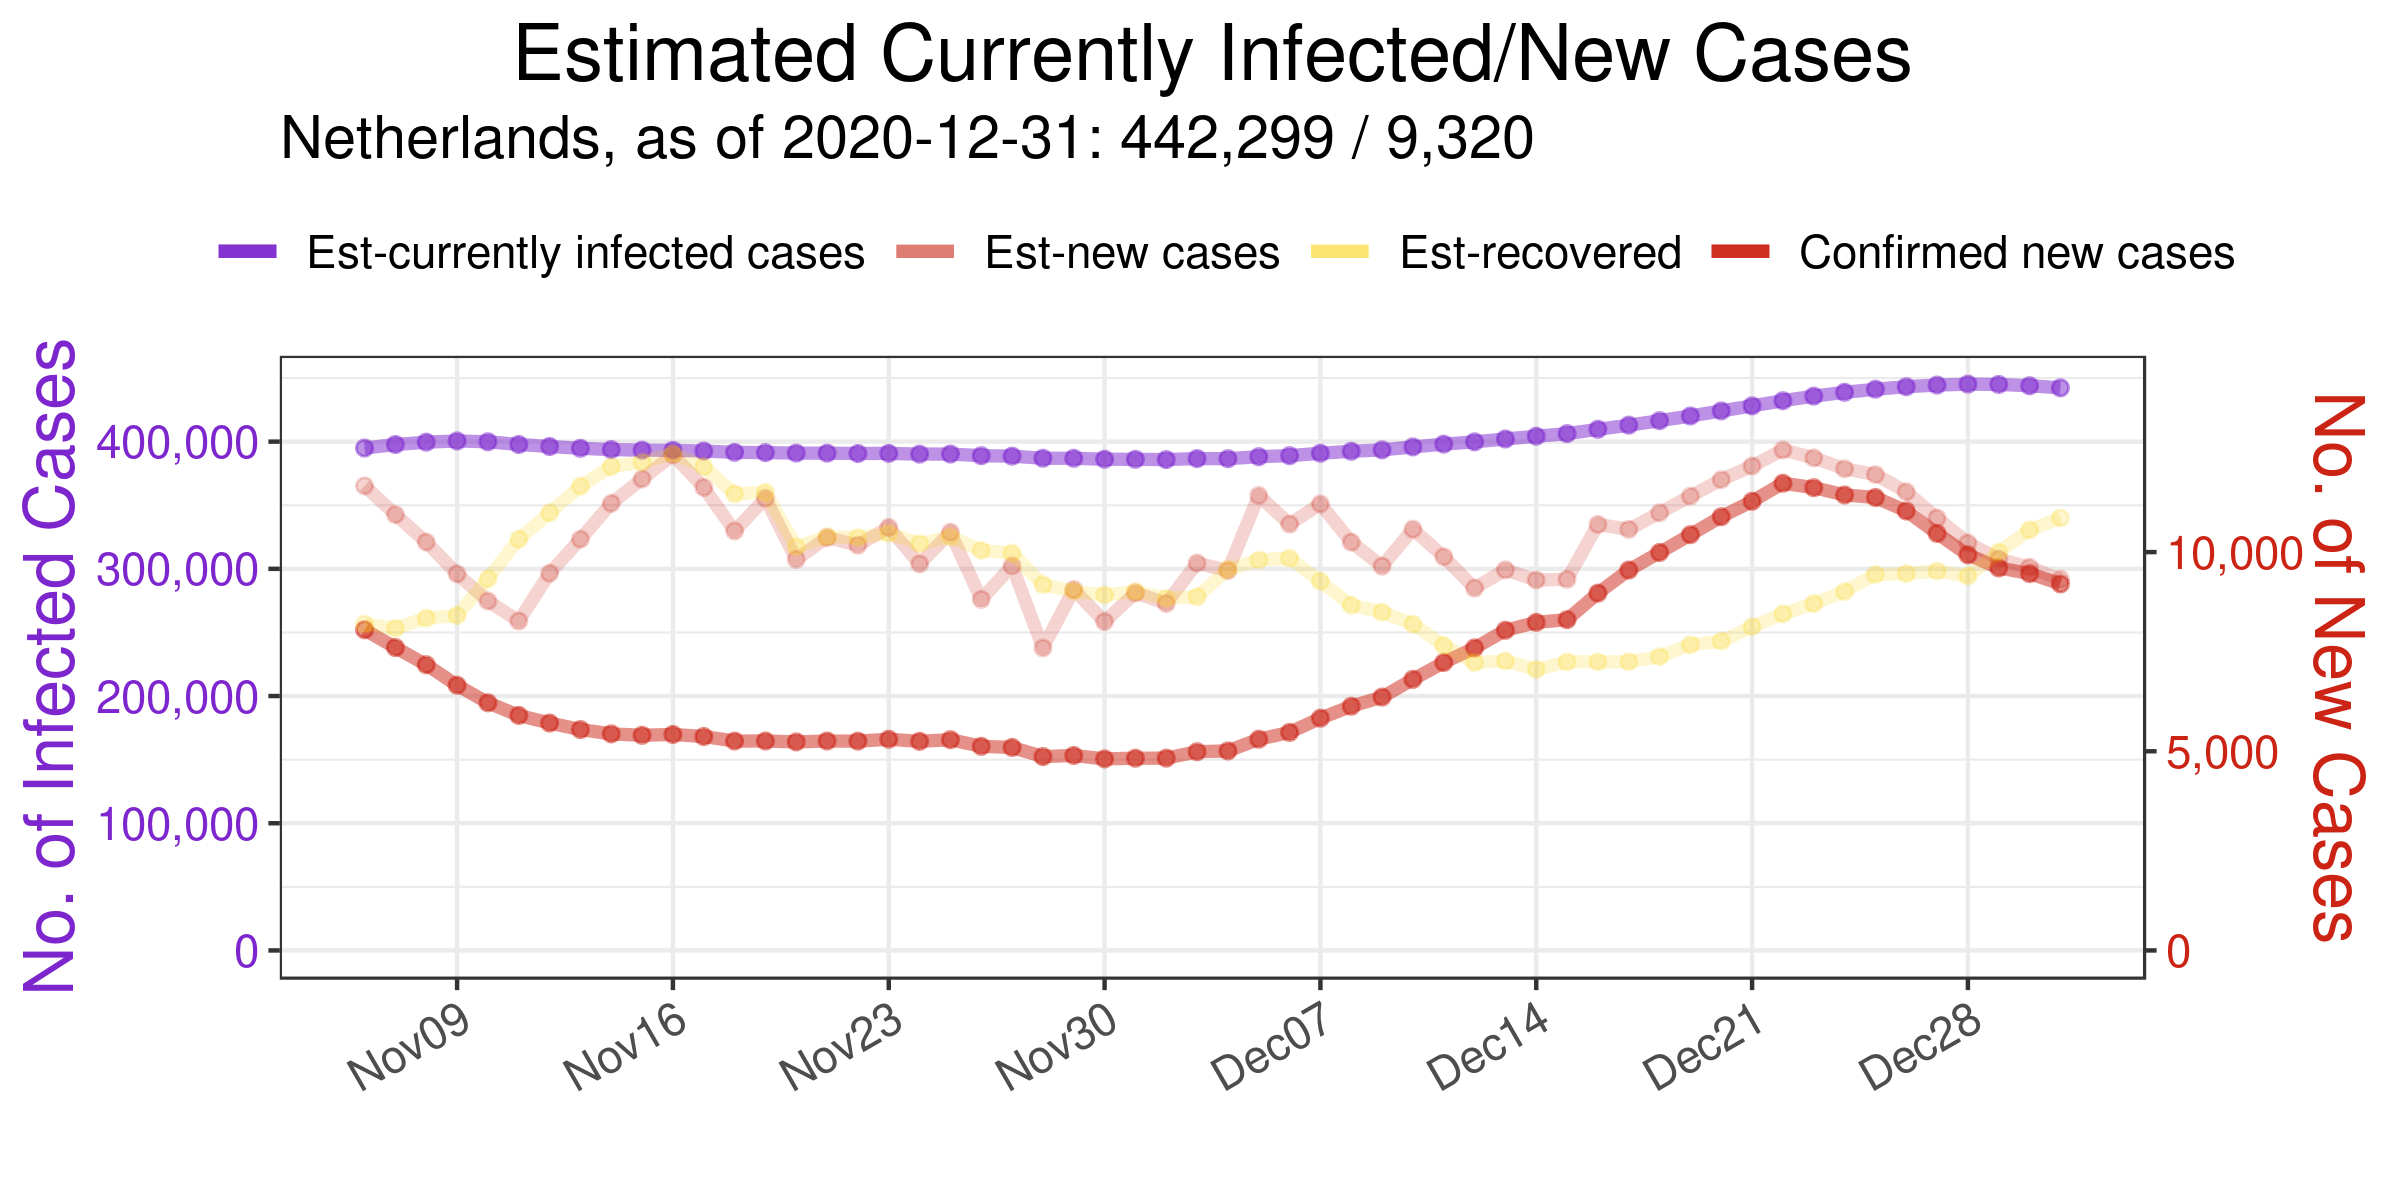 Estimated Currently Infected/New Cases
Netherlands, as of 2020-12-31: 442,299 / 9,320
Est-currently infected cases Est-new cases Est-recovered Confirmed new cases
No. of Infected Cases
400,000
300,000
200,000
100,000
0
10,000
5,000
0
No. of New Cases
Nov09 Nov16 Nov23 Nov30 Dec07 Dec14 Dec21 Dec28